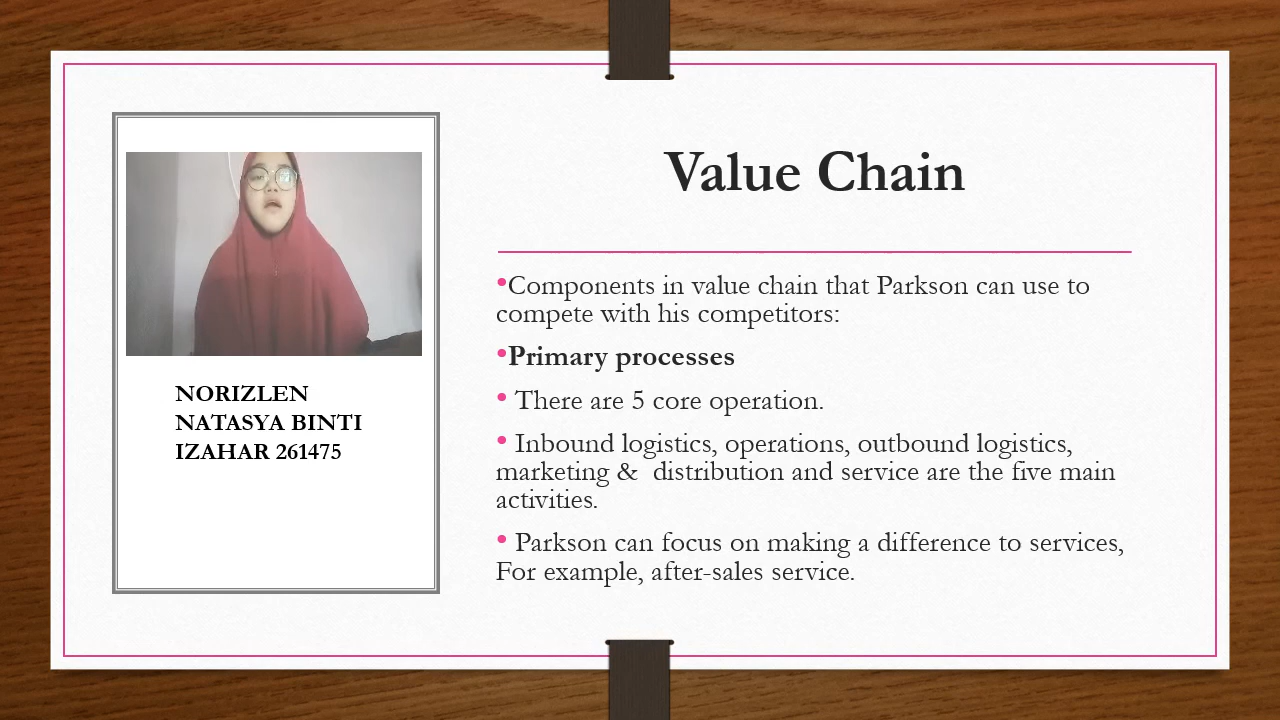 Value Chain
•Components in value chain that Parkson can use to
compete with his competitors:
•Primary processes
• There are 5 core operation.
• Inbound logistics, operations, outbound logistics,
marketing &  distribution and service are the five main
activities.
• Parkson can focus on making a difference to services,
For example, after-sales service.
NORIZLEN
NATASYA BINTI
IZAHAR 261475